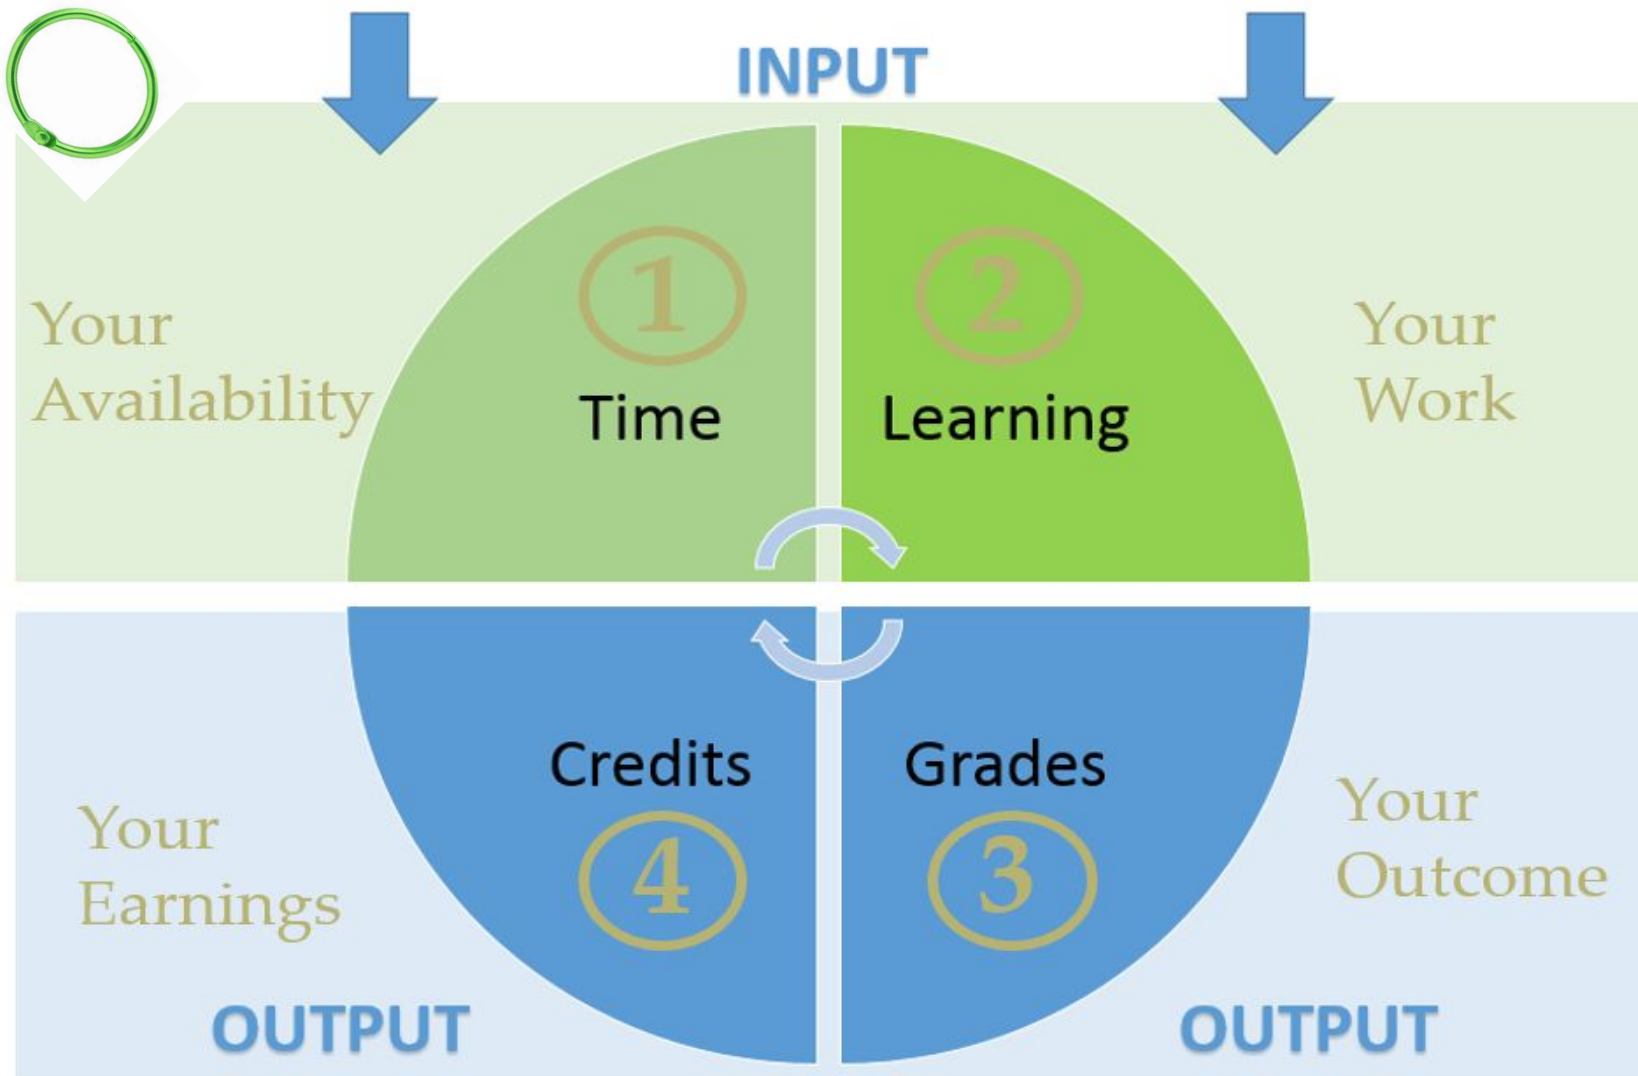 INPUT
Your
Availability
1
Time
2
Learning
Your
Work
Your
Earnings
Credits
4
Grades
3
Your
Outcome
OUTPUT
OUTPUT